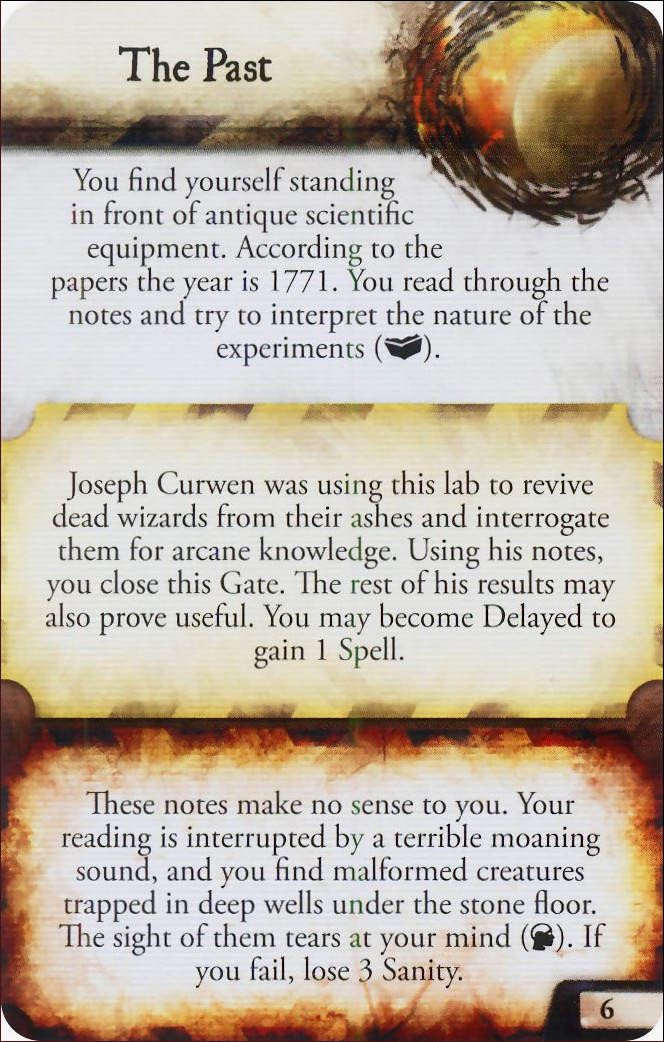 The Past
You find yourself standing
in front of antique scientific
equipment. According to the
papers the year is 1771. You read through the
notes and try to interpret the nature of the
experiments ( ).
Joseph Curwen was using this lab to revive
dead wizards from their ashes and interrogate
them for arcane knowledge. Using his notes,
you close this Gate. The rest of his results may
also prove useful. You may become Delayed to
gain 1 Spell.
These notes make no sense to you. Your
reading is interrupted by a terrible moaning
sound, and you find malformed creatures
trapped in deep wells under the stone floor.
The sight of them tears at your mind ( ). If
you fail, lose 3 Sanity.
6